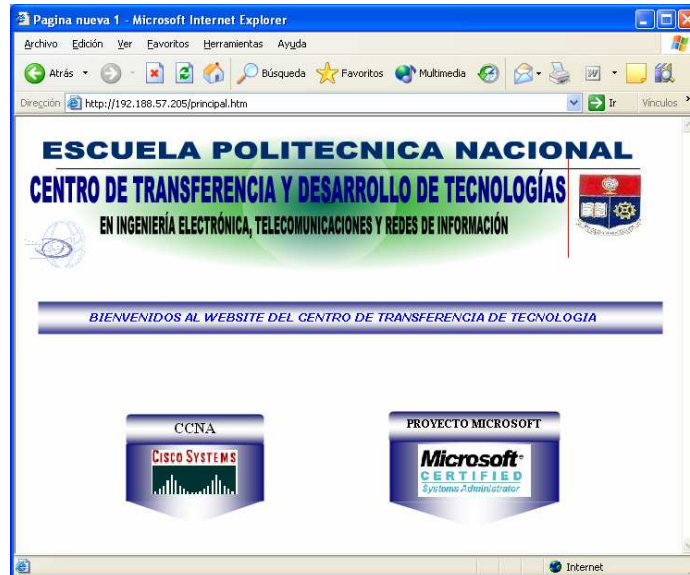 Pagina nueva 1 - Microsoft Internet Explorer
Archivo Edición Ver Favoritos Herramientas Ayuda
Atrás Búsqueda Favoritos Multimedia
Dirección http://192.188.57.205/principal.htm Ir Vínculos »
ESCUELA POLITECNICA NACIONAL
CENTRO DE TRANSFERENCIA Y DESARROLLO DE TECNOLOGÍAS
EN INGENIERÍA ELECTRÓNICA, TELECOMUNICACIONES Y REDES DE INFORMACIÓN
BIENVENIDOS AL WEBSITE DEL CENTRO DE TRANSFERENCIA DE TECNOLOGIA
CCNA
CISCO SYSTEMS
PROYECTO MICROSOFT
Microsoft
CERTIFIED
Systems Administrator
Internet